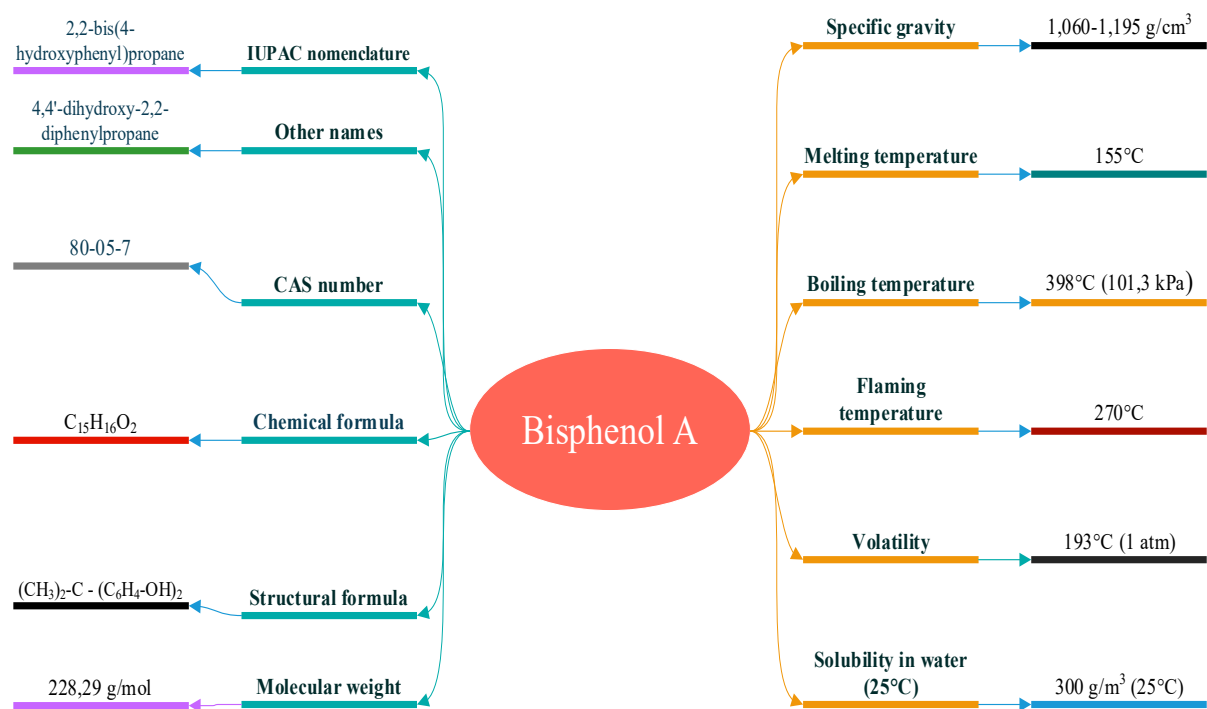 2,2-bis(4-
hydroxyphenyl)propane
IUPAC nomenclature
4,4'-dihydroxy-2,2-
diphenylpropane
Other names
80-05-7
CAS number
C₁₅H₁₆O₂
Chemical formula
(CH₃)₂-C - (C₆H₄-OH)₂
Structural formula
228,29 g/mol
Molecular weight
Bisphenol A
Specific gravity
1,060-1,195 g/cm³
Melting temperature
155°C
Boiling temperature
398°C (101,3 kPa)
Flaming
temperature
270°C
Volatility
193°C (1 atm)
Solubility in water
(25°C)
300 g/m³ (25°C)